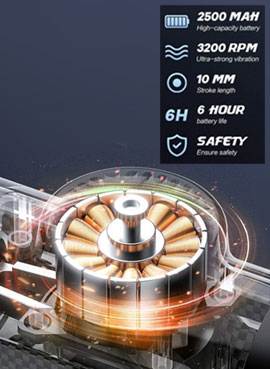 2500 MAH
High-capacity battery
3200 RPM
Ultra-strong vibration
10 MM
Stroke length
6H
6 HOUR
battery life
SAFETY
Ensure safety